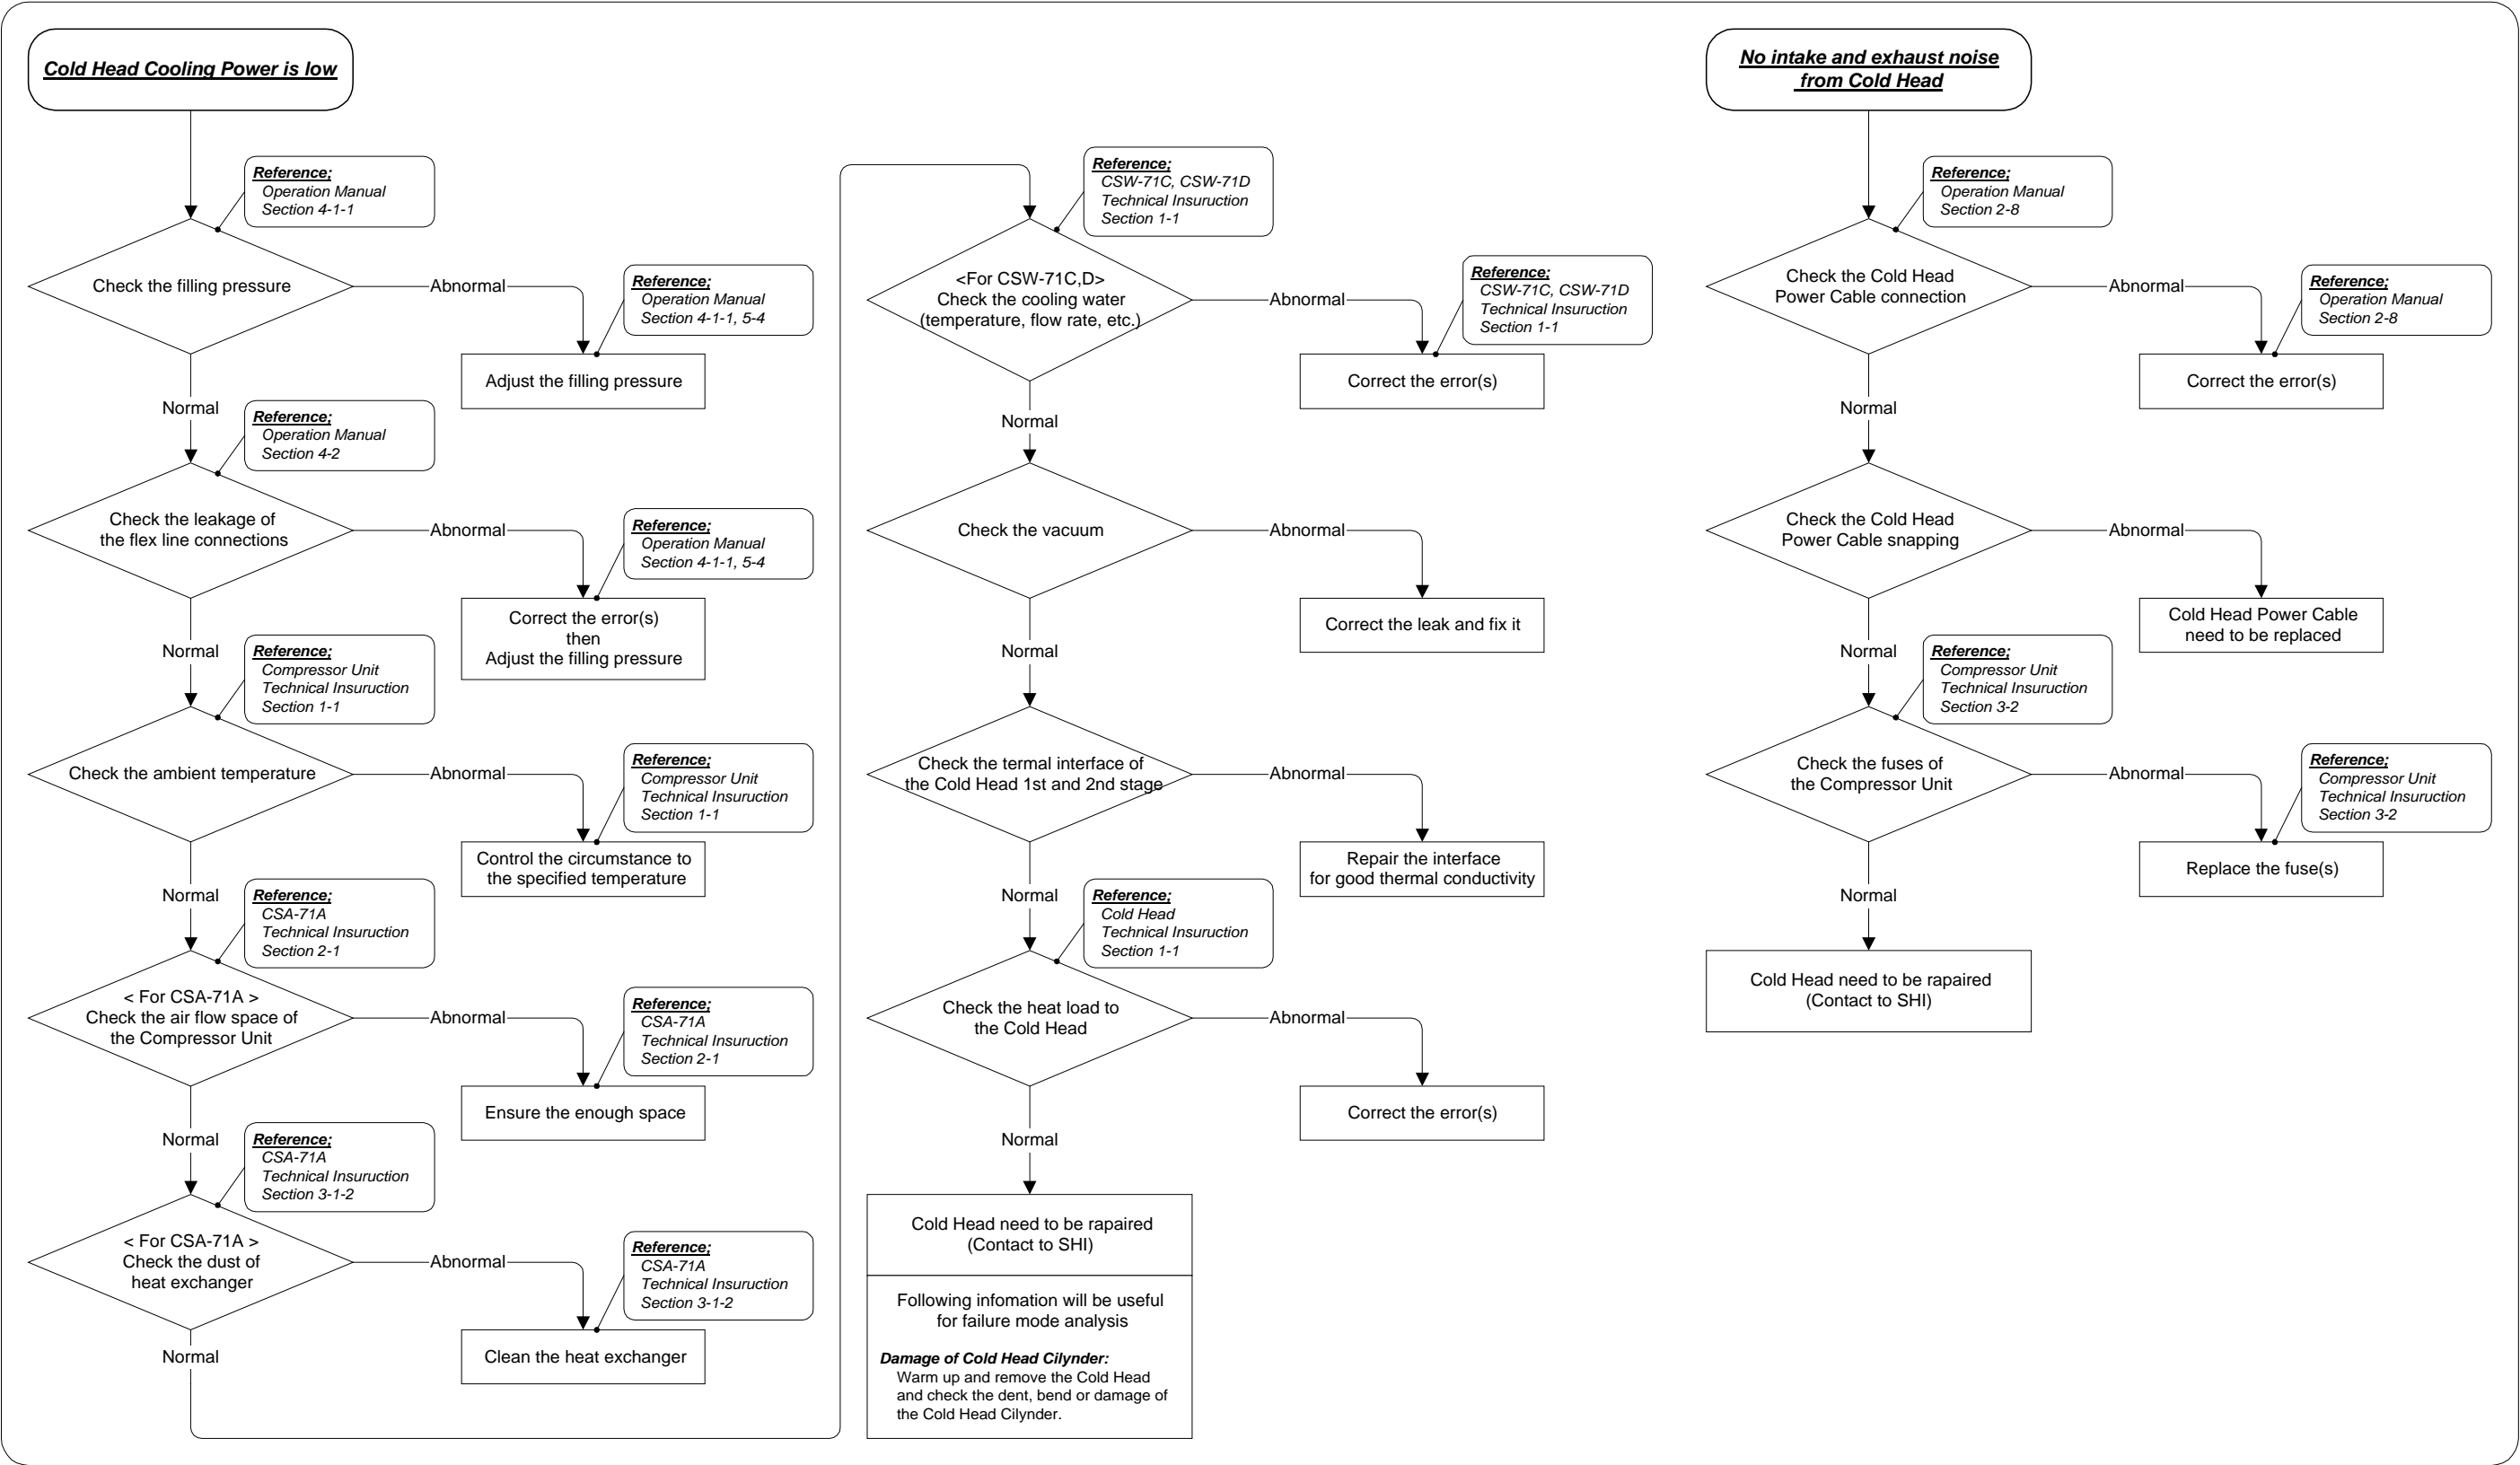 Cold Head Cooling Power is low
Reference;
Operation Manual
Section 4-1-1
Check the filling pressure
Abnormal
Reference;
Operation Manual
Section 4-1-1, 5-4
Adjust the filling pressure
Normal
Reference;
Operation Manual
Section 4-2
Check the leakage of
the flex line connections
Abnormal
Reference;
Operation Manual
Section 4-1-1, 5-4
Correct the error(s)
then
Adjust the filling pressure
Normal
Reference;
Compressor Unit
Technical Insuruction
Section 1-1
Check the ambient temperature
Abnormal
Reference;
Compressor Unit
Technical Insuruction
Section 1-1
Control the circumstance to
the specified temperature
Normal
Reference;
CSA-71A
Technical Insuruction
Section 2-1
< For CSA-71A >
Check the air flow space of
the Compressor Unit
Abnormal
Reference;
CSA-71A
Technical Insuruction
Section 2-1
Ensure the enough space
Normal
Reference;
CSA-71A
Technical Insuruction
Section 3-1-2
< For CSA-71A >
Check the dust of
heat exchanger
Abnormal
Reference;
CSA-71A
Technical Insuruction
Section 3-1-2
Clean the heat exchanger
Normal
Reference;
CSW-71C, CSW-71D
Technical Insuruction
Section 1-1
<For CSW-71C,D>
Check the cooling water
(temperature, flow rate, etc.)
Abnormal
Reference;
CSW-71C, CSW-71D
Technical Insuruction
Section 1-1
Correct the error(s)
Normal
Check the vacuum
Abnormal
Correct the leak and fix it
Normal
Check the termal interface of
the Cold Head 1st and 2nd stage
Abnormal
Repair the interface
for good thermal conductivity
Normal
Reference;
Cold Head
Technical Insuruction
Section 1-1
Check the heat load to
the Cold Head
Abnormal
Correct the error(s)
Normal
Cold Head need to be rapaired
(Contact to SHI)
Following infomation will be useful
for failure mode analysis
Damage of Cold Head Cilynder:
Warm up and remove the Cold Head
and check the dent, bend or damage of
the Cold Head Cilynder.
No intake and exhaust noise
from Cold Head
Reference;
Operation Manual
Section 2-8
Check the Cold Head
Power Cable connection
Abnormal
Reference;
Operation Manual
Section 2-8
Correct the error(s)
Normal
Check the Cold Head
Power Cable snapping
Abnormal
Cold Head Power Cable
need to be replaced
Normal
Reference;
Compressor Unit
Technical Insuruction
Section 3-2
Check the fuses of
the Compressor Unit
Abnormal
Reference;
Compressor Unit
Technical Insuruction
Section 3-2
Replace the fuse(s)
Normal
Cold Head need to be rapaired
(Contact to SHI)